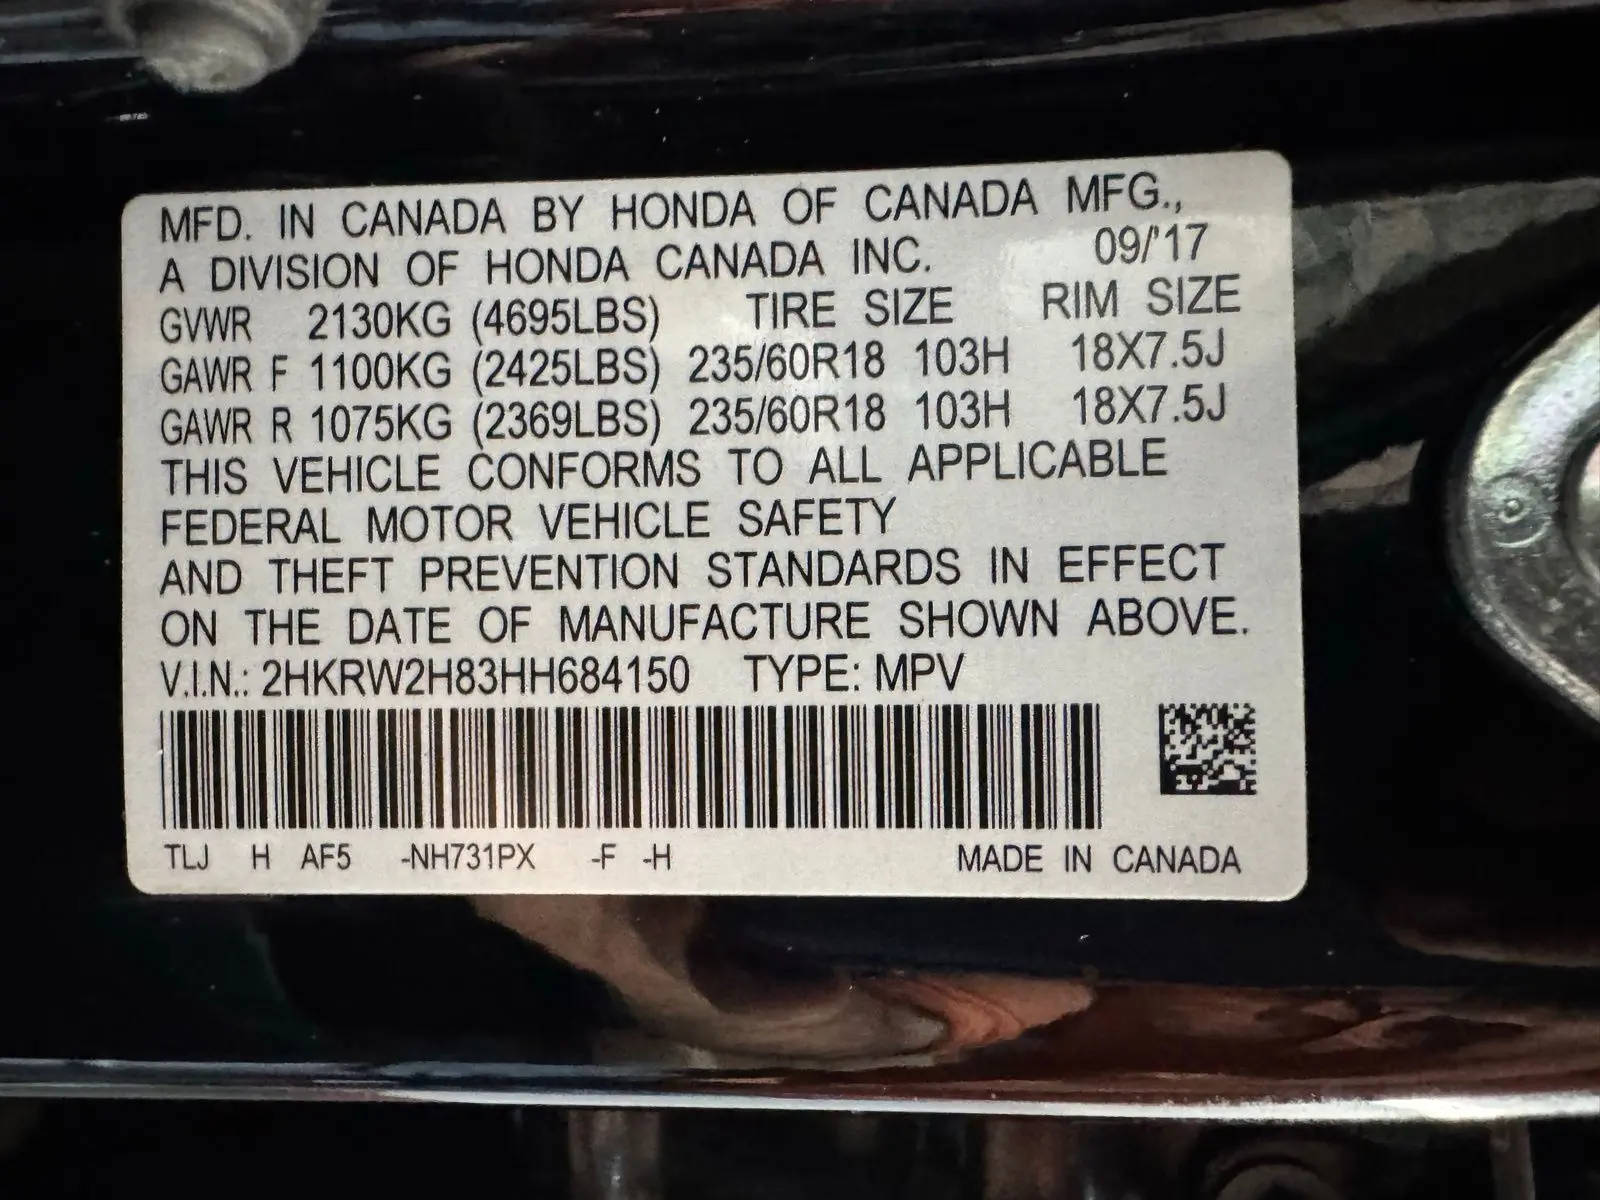 MFD. IN CANADA BY HONDA OF CANADA MFG.,
A DIVISION OF HONDA CANADA INC. 09/'17
GVWR 2130KG (4695LBS) TIRE SIZE RIM SIZE
GAWR F 1100KG (2425LBS) 235/60R18 103H 18X7.5J
GAWR R 1075KG (2369LBS) 235/60R18 103H 18X7.5J
THIS VEHICLE CONFORMS TO ALL APPLICABLE
FEDERAL MOTOR VEHICLE SAFETY
AND THEFT PREVENTION STANDARDS IN EFFECT
ON THE DATE OF MANUFACTURE SHOWN ABOVE.
V.I.N.: 2HKRW2H83HH684150 TYPE: MPV
TLJ H AF5 -NH731PX -F -H MADE IN CANADA